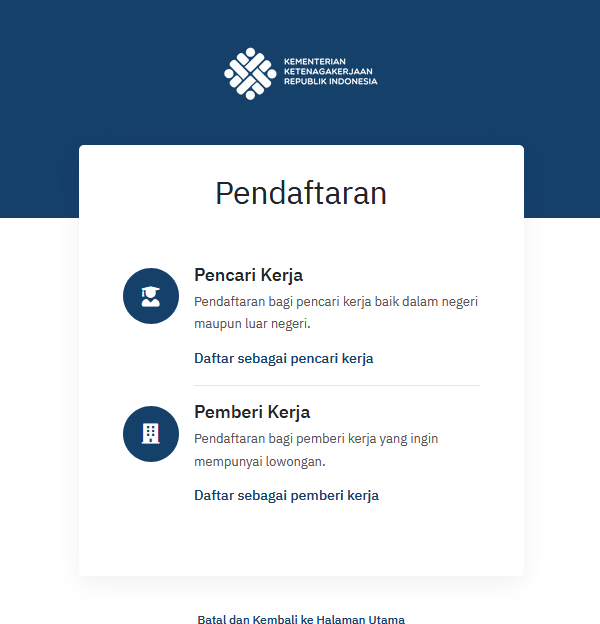 KEMENTERIAN
KETENAGAKERJAAN
REPUBLIK INDONESIA
Pendaftaran
Pencari Kerja
Pendaftaran bagi pencari kerja baik dalam negeri
maupun luar negeri.
Daftar sebagai pencari kerja
Pemberi Kerja
Pendaftaran bagi pemberi kerja yang ingin
mempunyai lowongan.
Daftar sebagai pemberi kerja
Batal dan Kembali ke Halaman Utama